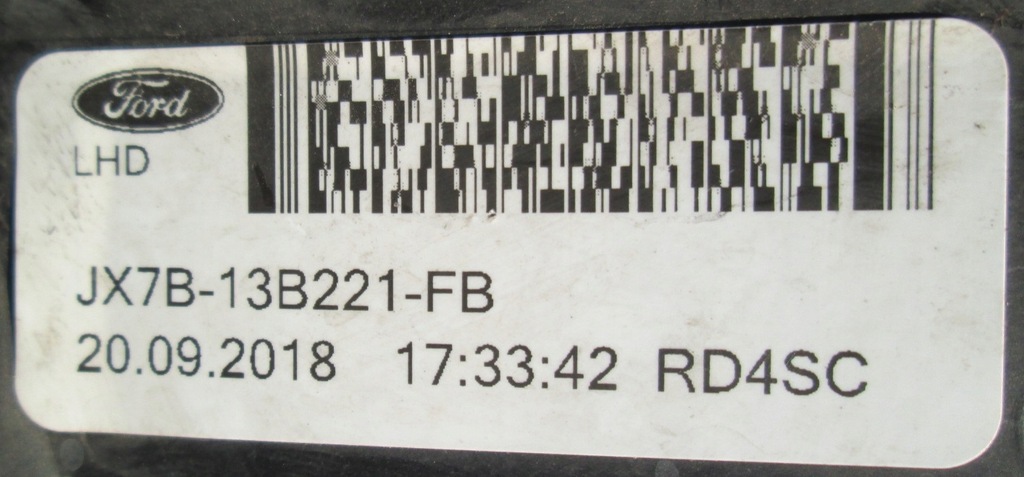 Ford
LHD
JX7B-13B221-FB
20.09.2018 17:33:42 RD4SC